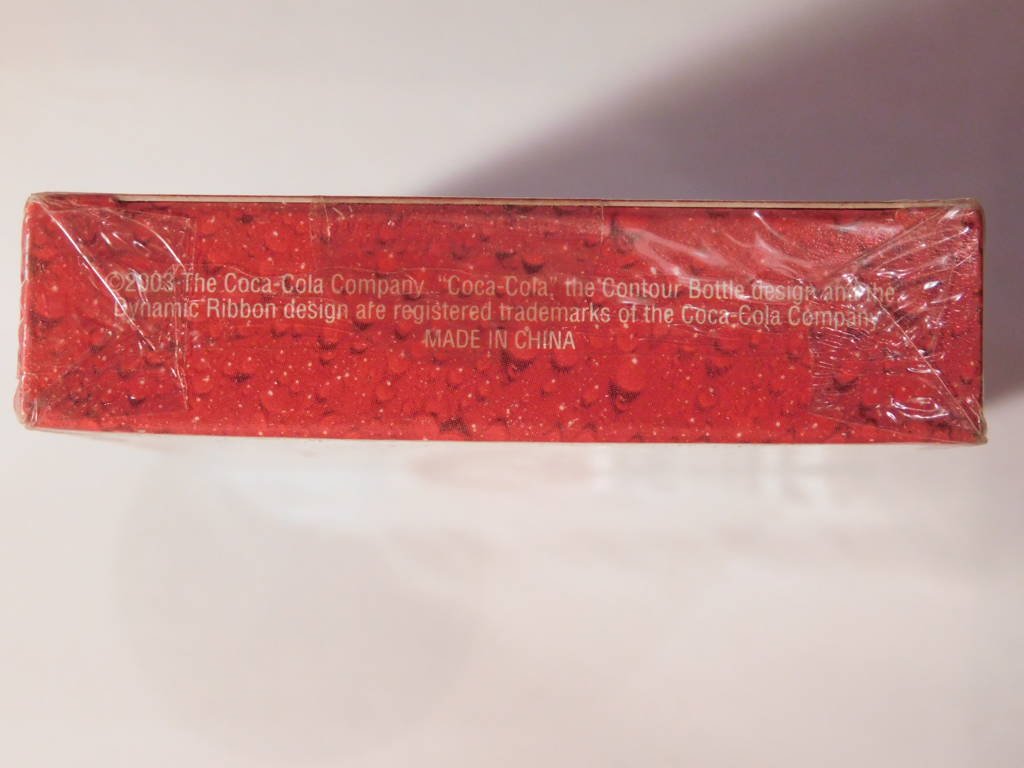 ©2003 The Coca-Cola Company. "Coca-Cola," the Contour Bottle design and the
Dynamic Ribbon design are registered trademarks of the Coca-Cola Company
MADE IN CHINA